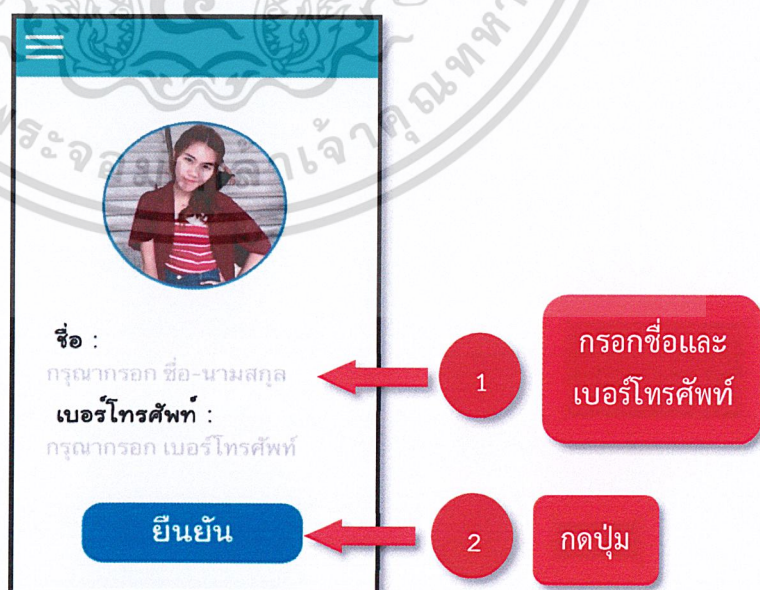 ชื่อ :
กรุณากรอก ชื่อ-นามสกุล
เบอร์โทรศัพท์ :
กรุณากรอก เบอร์โทรศัพท์
ยืนยัน
1
กรอกชื่อและ
เบอร์โทรศัพท์
2
กดปุ่ม